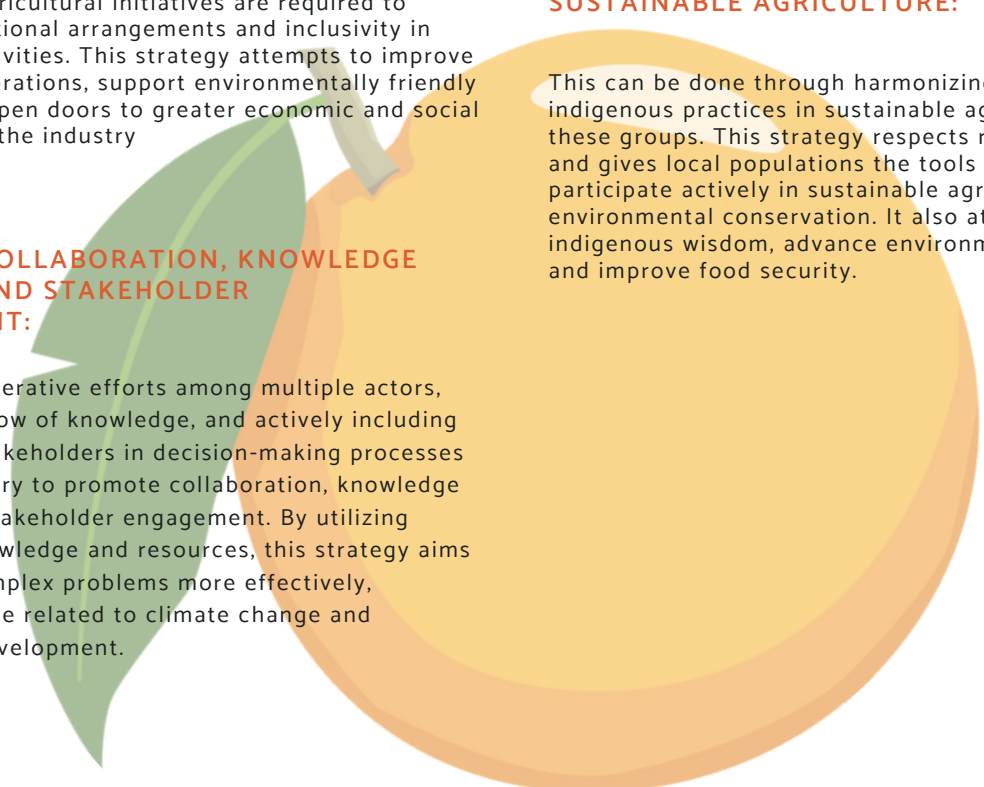 ricultural initiatives are required to
tional arrangements and inclusivity in
vities. This strategy attempts to improve
erations, support environmentally friendly
pen doors to greater economic and social
the industry
OLLABORATION, KNOWLEDGE
ND STAKEHOLDER
IT:
erative efforts among multiple actors,
ow of knowledge, and actively including
keholders in decision-making processes
ry to promote collaboration, knowledge
akeholder engagement. By utilizing
wledge and resources, this strategy aims
nplex problems more effectively,
e related to climate change and
velopment.
SUSTAINABLE AGRICULTURE:
This can be done through harmonizing
indigenous practices in sustainable ag
these groups. This strategy respects
and gives local populations the tools
participate actively in sustainable agr
environmental conservation. It also at
indigenous wisdom, advance environm
and improve food security.